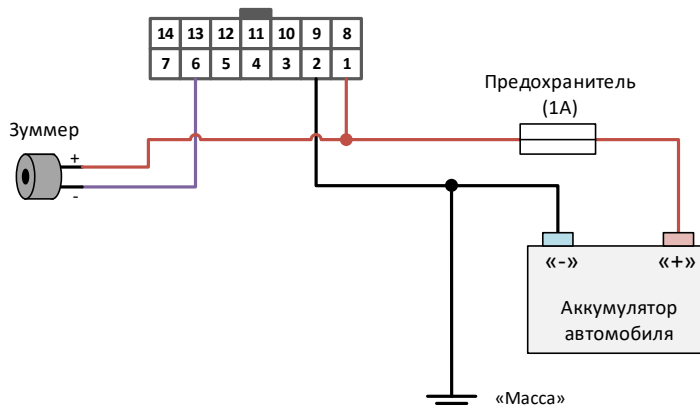 14 13 12 11 10 9 8
7 6 5 4 3 2 1
Предохранитель
(1А)
Зуммер
+
-
«-» «+»
Аккумулятор
автомобиля
«Масса»